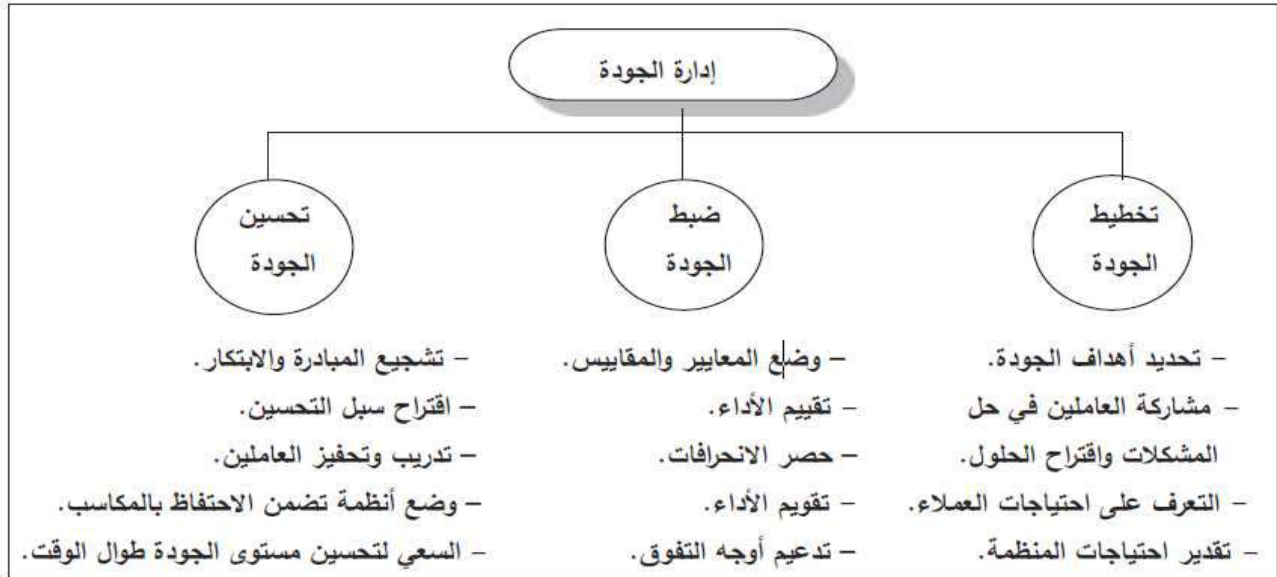 إدارة الجودة
تخطيط
الجودة
– تحديد أهداف الجودة.
– مشاركة العاملين في حل
المشكلات واقتراح الحلول.
– التعرف على احتياجات العملاء.
– تقدير احتياجات المنظمة.
ضبط
الجودة
– وضع المعايير والمقاييس.
– تقييم الأداء.
– حصر الانحرافات.
– تقويم الأداء.
– تدعيم أوجه التفوق.
تحسين
الجودة
– تشجيع المبادرة والابتكار.
– اقتراح سبل التحسين.
– تدريب وتحفيز العاملين.
– وضع أنظمة تضمن الاحتفاظ بالمكاسب.
– السعي لتحسين مستوى الجودة طوال الوقت.